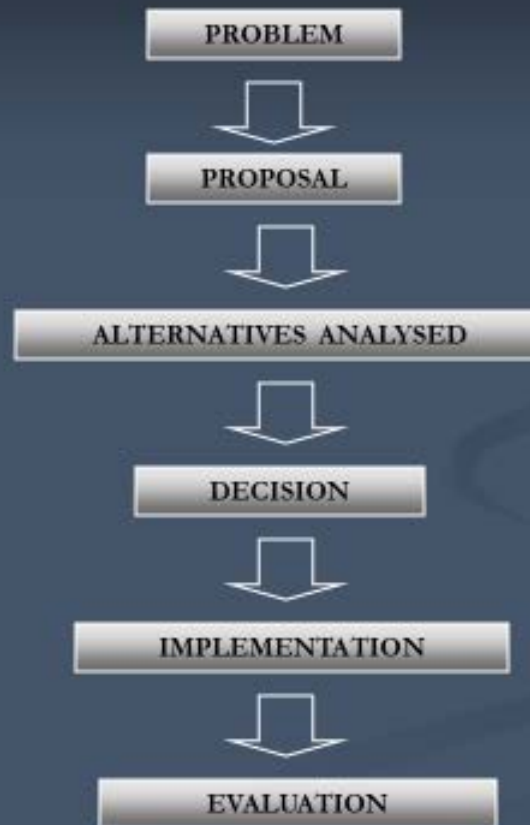 PROBLEM
PROPOSAL
ALTERNATIVES ANALYSED
DECISION
IMPLEMENTATION
EVALUATION